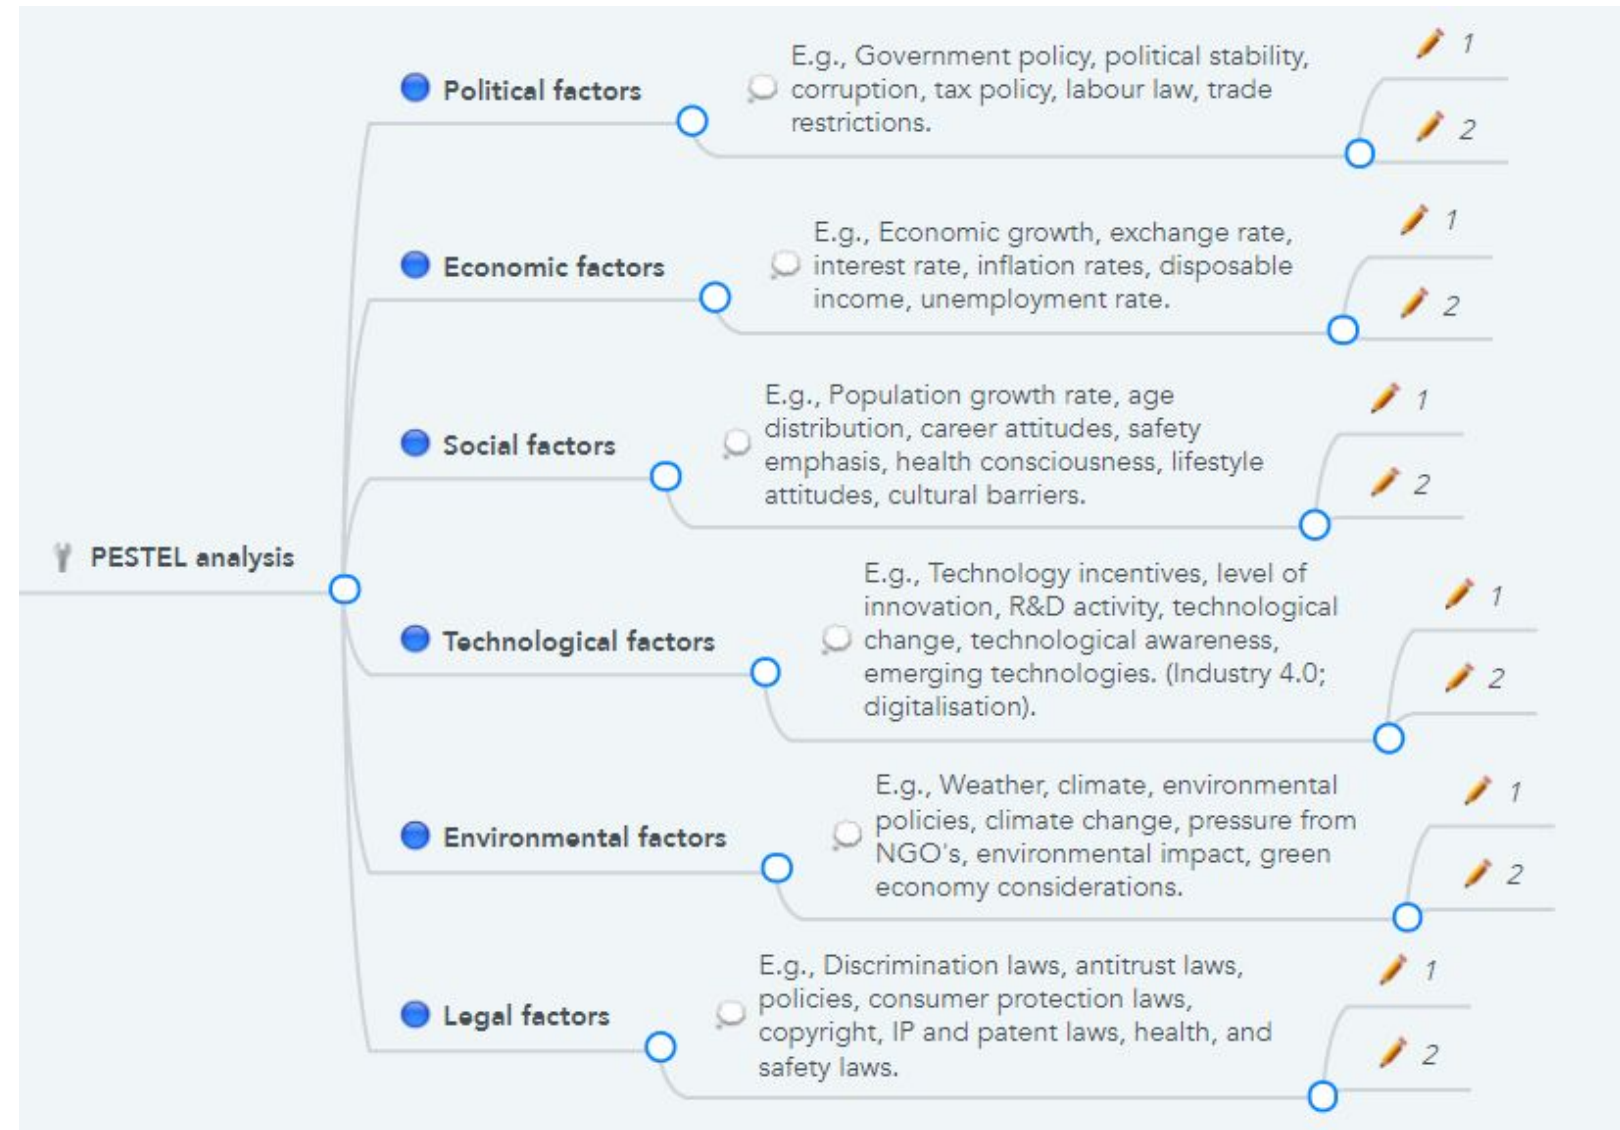 PESTEL analysis
Political factors
E.g., Government policy, political stability,
corruption, tax policy, labour law, trade
restrictions.
1
2
Economic factors
E.g., Economic growth, exchange rate,
interest rate, inflation rates, disposable
income, unemployment rate.
1
2
Social factors
E.g., Population growth rate, age
distribution, career attitudes, safety
emphasis, health consciousness, lifestyle
attitudes, cultural barriers.
1
2
Technological factors
E.g., Technology incentives, level of
innovation, R&D activity, technological
change, technological awareness,
emerging technologies. (Industry 4.0;
digitalisation).
1
2
Environmental factors
E.g., Weather, climate, environmental
policies, climate change, pressure from
NGO's, environmental impact, green
economy considerations.
1
2
Legal factors
E.g., Discrimination laws, antitrust laws,
policies, consumer protection laws,
copyright, IP and patent laws, health, and
safety laws.
1
2